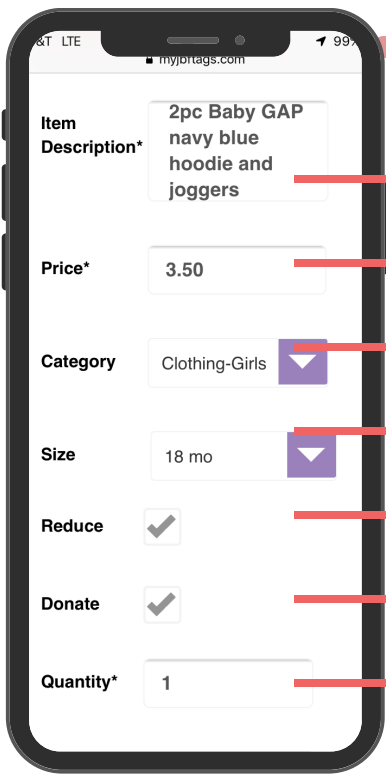 &T LTE 99%
myjbftags.com
Item
Description*
2pc Baby GAP
navy blue
hoodie and
joggers
Price*
3.50
Category
Clothing-Girls
Size
18 mo
Reduce
Donate
Quantity*
1